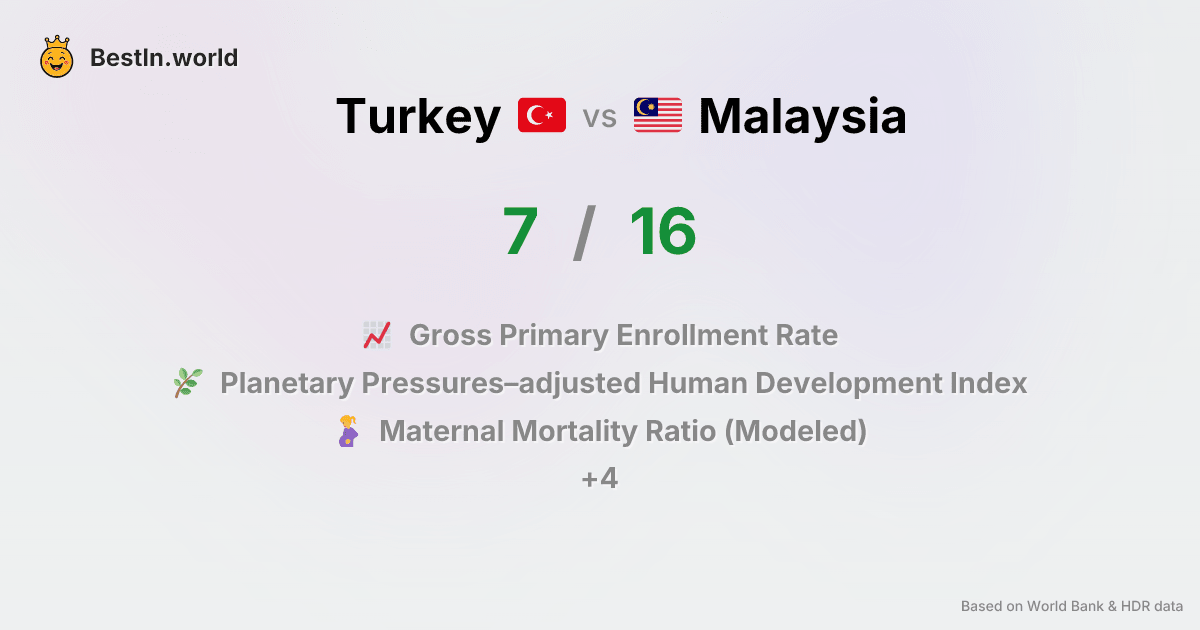 BestIn.world
Turkey vs Malaysia
7 / 16
Gross Primary Enrollment Rate
Planetary Pressures–adjusted Human Development Index
Maternal Mortality Ratio (Modeled)
+4
Based on World Bank & HDR data